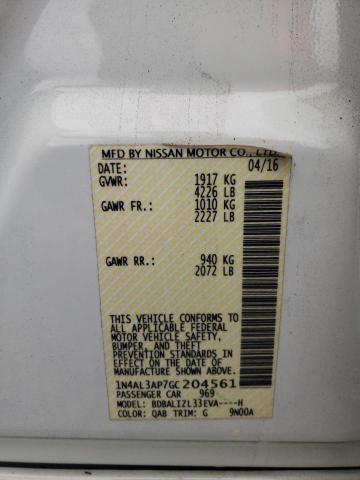 MFD BY NISSAN MOTOR CO., LTD.
DATE: 04/16
GVWR: 1917 KG
4226 LB
GAWR FR.: 1010 KG
2227 LB
GAWR RR.: 940 KG
2072 LB
THIS VEHICLE CONFORMS TO
ALL APPLICABLE FEDERAL
MOTOR VEHICLE SAFETY,
BUMPER, AND THEFT
PREVENTION STANDARDS
IN EFFECT ON THE DATE OF
MANUFACTURE SHOWN ABOVE.
1N4AL3AP7GC204561
PASSENGER CAR 969
MODEL: BDBALIZL33EVA----H
COLOR: QAB TRIM: G 9N00A